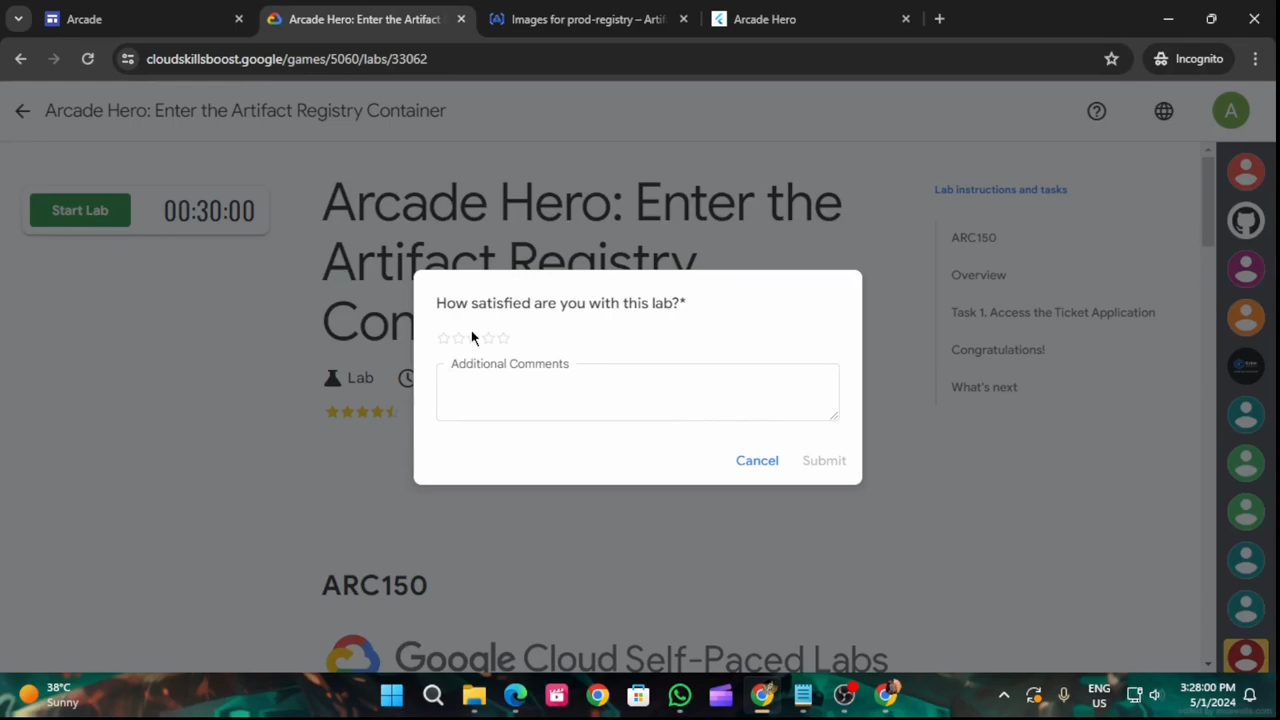 Arcade
Arcade Hero: Enter the Artifact
Images for prod-registry – Artif
Arcade Hero
cloudskillsboost.google/games/5060/labs/33062
Incognito
Arcade Hero: Enter the Artifact Registry Container
A
Start Lab
00:30:00
Arcade Hero: Enter the
Artifact Registry
Con
Lab
Lab instructions and tasks
ARC150
Overview
Task 1. Access the Ticket Application
Congratulations!
What's next
How satisfied are you with this lab?*
Additional Comments
Cancel
Submit
ARC150
Google Cloud Self-Paced Labs
38°C
Sunny
ENG
US
3:28:00 PM
5/1/2024